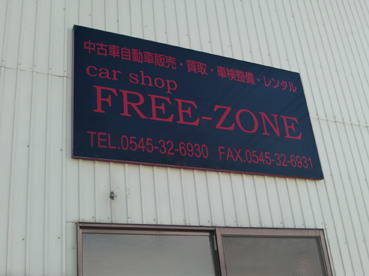 中古車自動車販売・買取・車検整備・レンタル
car shop
FREE-ZONE
TEL.0545-32-6930 FAX.0545-32-6931